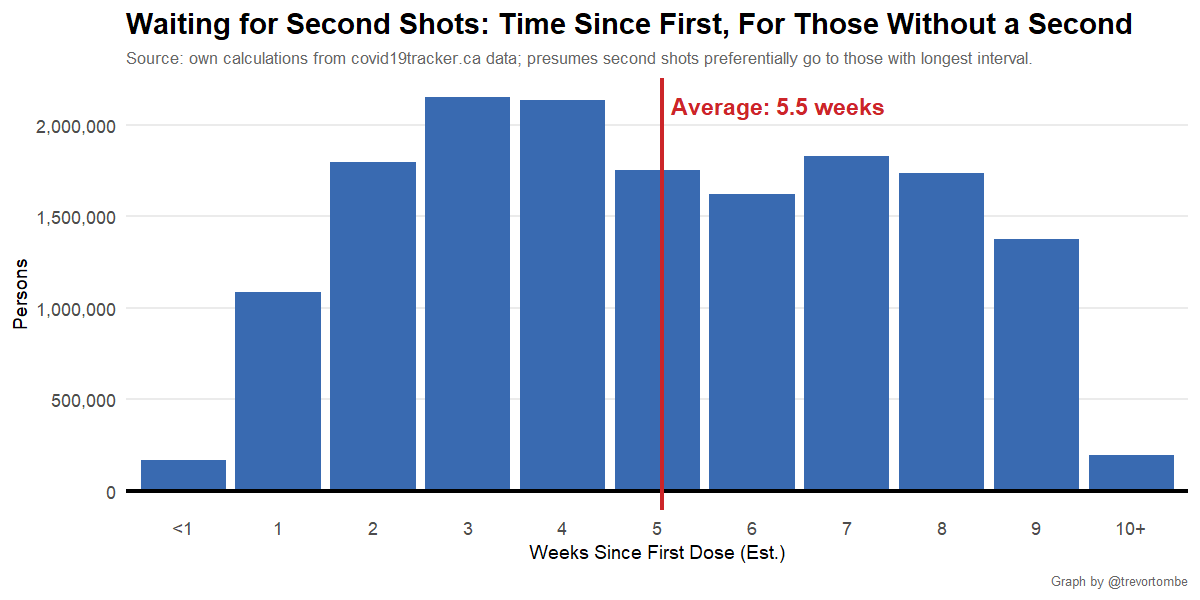 Waiting for Second Shots: Time Since First, For Those Without a Second
Source: own calculations from covid19tracker.ca data; presumes second shots preferentially go to those with longest interval.
Average: 5.5 weeks
2,000,000
1,500,000
1,000,000
500,000
0
Persons
<1 1 2 3 4 5 6 7 8 9 10+
Weeks Since First Dose (Est.)
Graph by @trevortombe